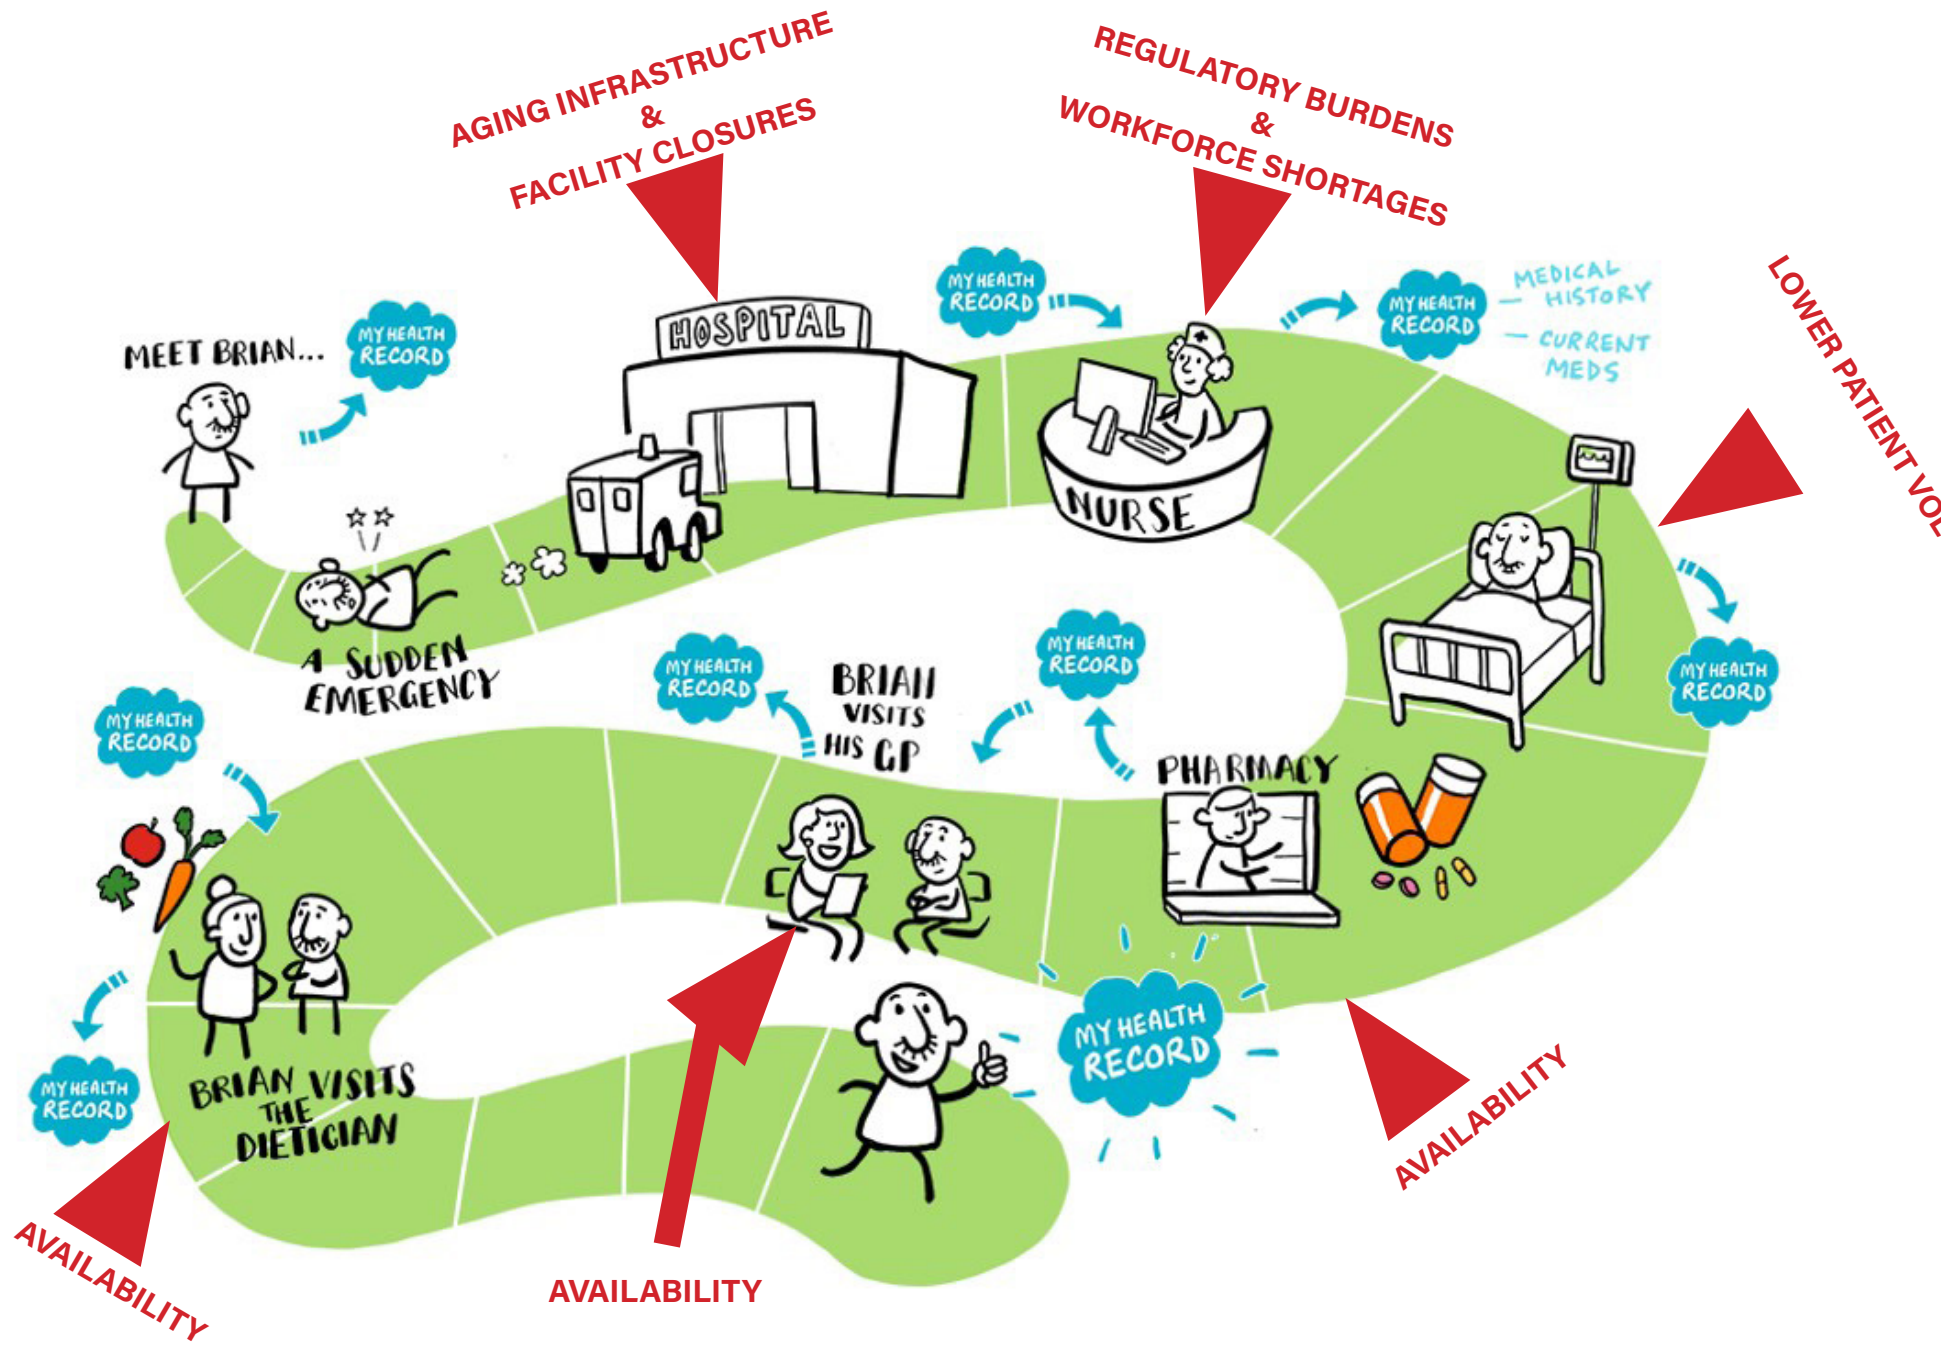 AGING INFRASTRUCTURE
&
FACILITY CLOSURES
REGULATORY BURDENS
&
WORKFORCE SHORTAGES
LOWER PATIENT VOL
MEET BRIAN...
MY HEALTH
RECORD
HOSPITAL
MY HEALTH
RECORD
NURSE
MY HEALTH
RECORD
MEDICAL
— HISTORY
— CURRENT
MEDS
A SUDDEN
EMERGENCY
MY HEALTH
RECORD
PHARMACY
MY HEALTH
RECORD
BRIAN
VISITS
HIS GP
MY HEALTH
RECORD
MY HEALTH
RECORD
BRIAN VISITS
THE
DIETICIAN
MY HEALTH
RECORD
MY HEALTH
RECORD
AVAILABILITY
AVAILABILITY
AVAILABILITY